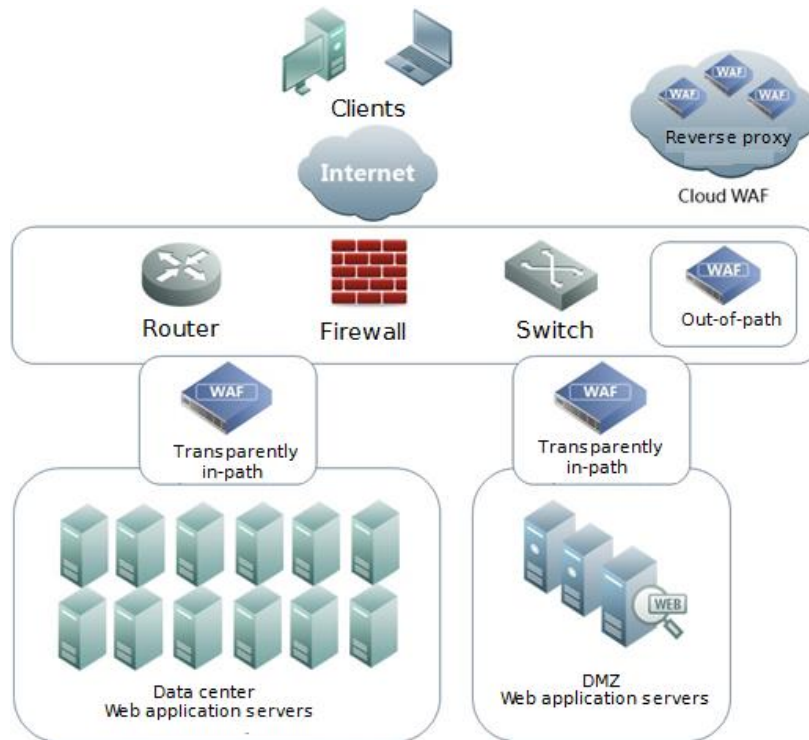 Clients
WAF
WAF
WAF
Reverse proxy
Cloud WAF
Internet
Router
Firewall
Switch
WAF
Out-of-path
WAF
Transparently
in-path
WAF
Transparently
in-path
Data center
Web application servers
WEB
DMZ
Web application servers